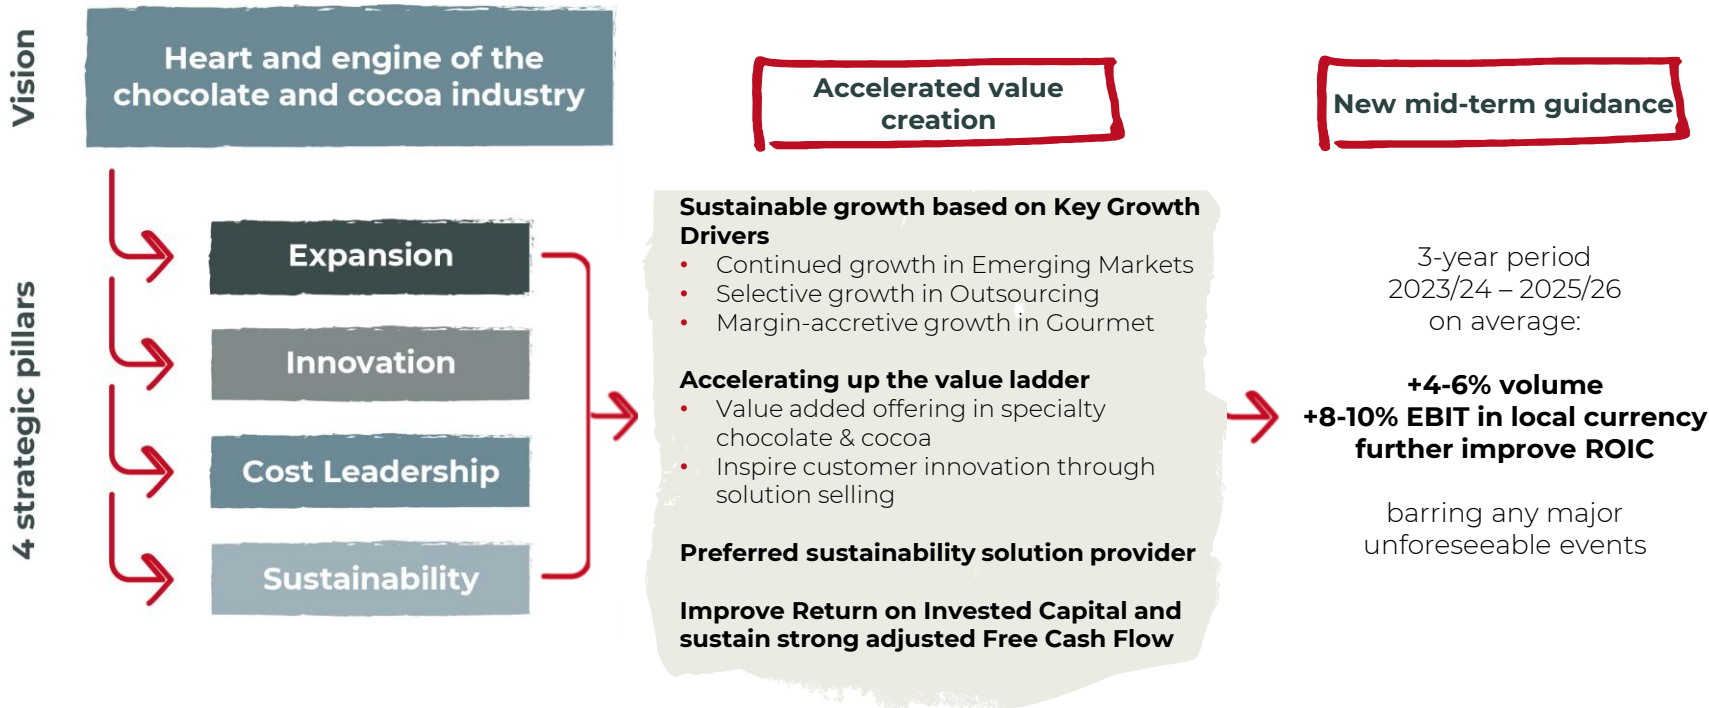 Vision
Heart and engine of the
chocolate and cocoa industry
4 strategic pillars
Expansion
Innovation
Cost Leadership
Sustainability
Accelerated value
creation
Sustainable growth based on Key Growth
Drivers
• Continued growth in Emerging Markets
• Selective growth in Outsourcing
• Margin-accretive growth in Gourmet
Accelerating up the value ladder
• Value added offering in specialty
chocolate & cocoa
• Inspire customer innovation through
solution selling
Preferred sustainability solution provider
Improve Return on Invested Capital and
sustain strong adjusted Free Cash Flow
New mid-term guidance
3-year period
2023/24 – 2025/26
on average:
+4-6% volume
+8-10% EBIT in local currency
further improve ROIC
barring any major
unforeseeable events